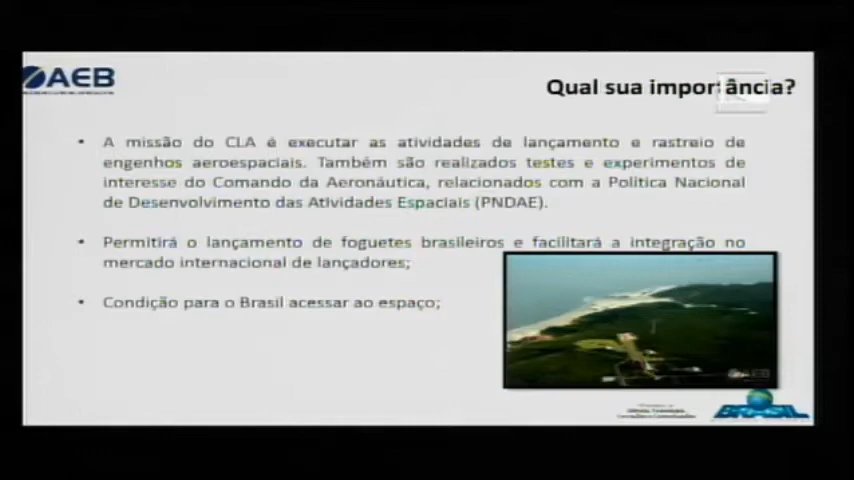 AEB
Qual sua importância?
• A missão do CLA é executar as atividades de lançamento e rastreio de
engenhos aeroespaciais. Também são realizados testes e experimentos de
interesse do Comando da Aeronáutica, relacionados com a Política Nacional
de Desenvolvimento das Atividades Espaciais (PNDAE).
• Permitirá o lançamento de foguetes brasileiros e facilitará a integração no
mercado internacional de lançadores;
• Condição para o Brasil acessar ao espaço;
AEB
BRASIL